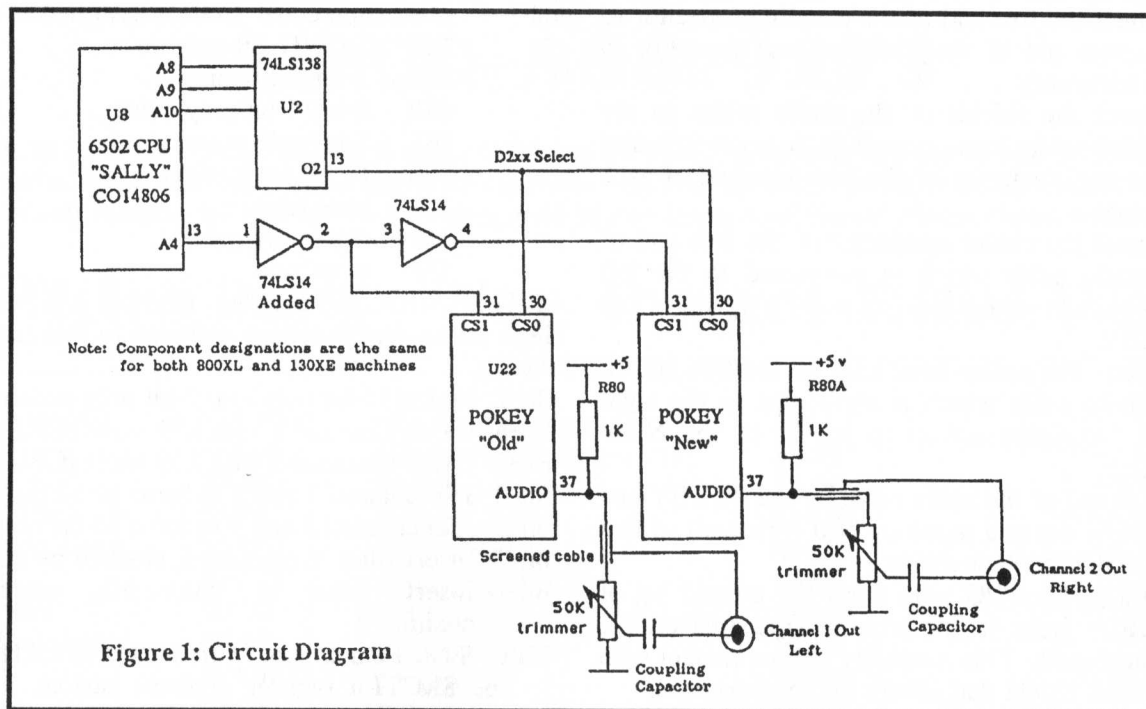 A8
A9
A10
U8
6502 CPU
"SALLY"
CO14806
A4
74LS138
U2
O2
13
D2xx Select
13
1
2
74LS14
Added
74LS14
3
4
31
30
CS1
CS0
U22
POKEY
"Old"
AUDIO
37
31
30
CS1
CS0
POKEY
"New"
AUDIO
37
Note: Component designations are the same
for both 800XL and 130XE machines
+5
R80
1K
+5 v
R80A
1K
Screened cable
50K
trimmer
Coupling
Capacitor
Channel 1 Out
Left
50K
trimmer
Coupling
Capacitor
Channel 2 Out
Right
Figure 1: Circuit Diagram